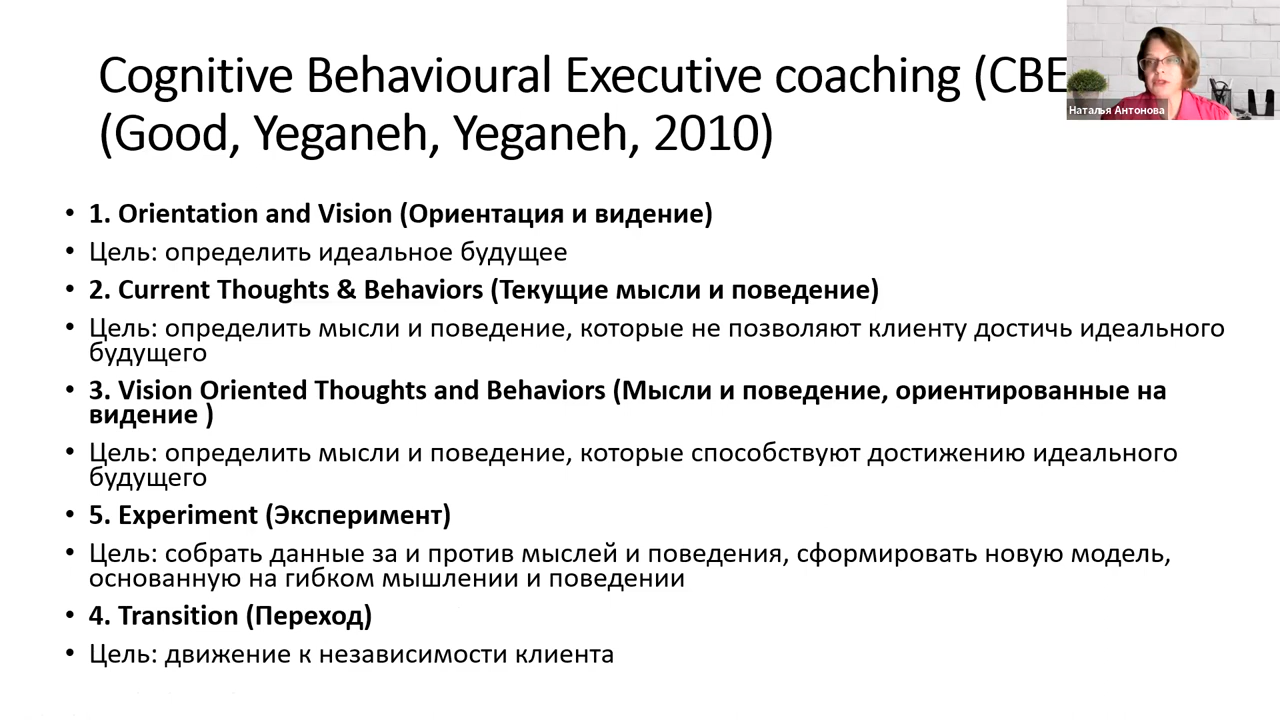 Cognitive Behavioural Executive coaching (CBE
(Good, Yeganeh, Yeganeh, 2010)
Наталья Антонова
• 1. Orientation and Vision (Ориентация и видение)
• Цель: определить идеальное будущее
• 2. Current Thoughts & Behaviors (Текущие мысли и поведение)
• Цель: определить мысли и поведение, которые не позволяют клиенту достичь идеального
будущего
• 3. Vision Oriented Thoughts and Behaviors (Мысли и поведение, ориентированные на
видение )
• Цель: определить мысли и поведение, которые способствуют достижению идеального
будущего
• 5. Experiment (Эксперимент)
• Цель: собрать данные за и против мыслей и поведения, сформировать новую модель,
основанную на гибком мышлении и поведении
• 4. Transition (Переход)
• Цель: движение к независимости клиента